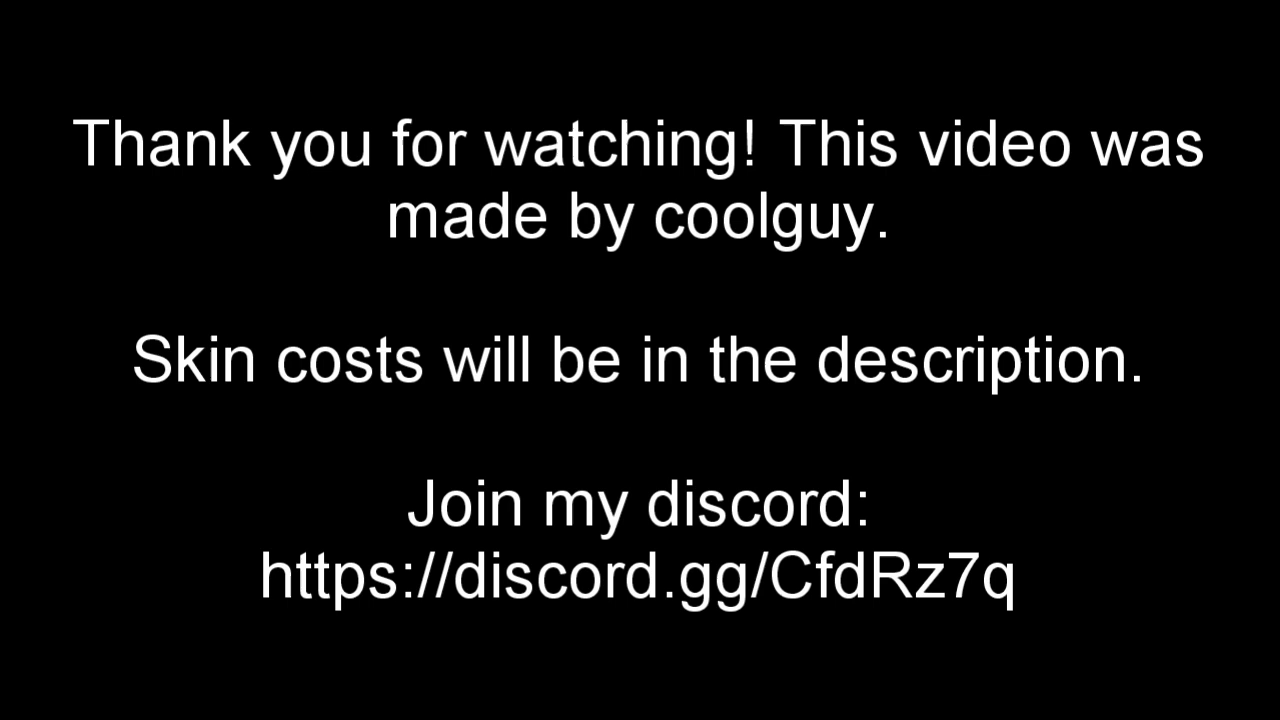 Thank you for watching! This video was
made by coolguy.
Skin costs will be in the description.
Join my discord:
https://discord.gg/CfdRz7q